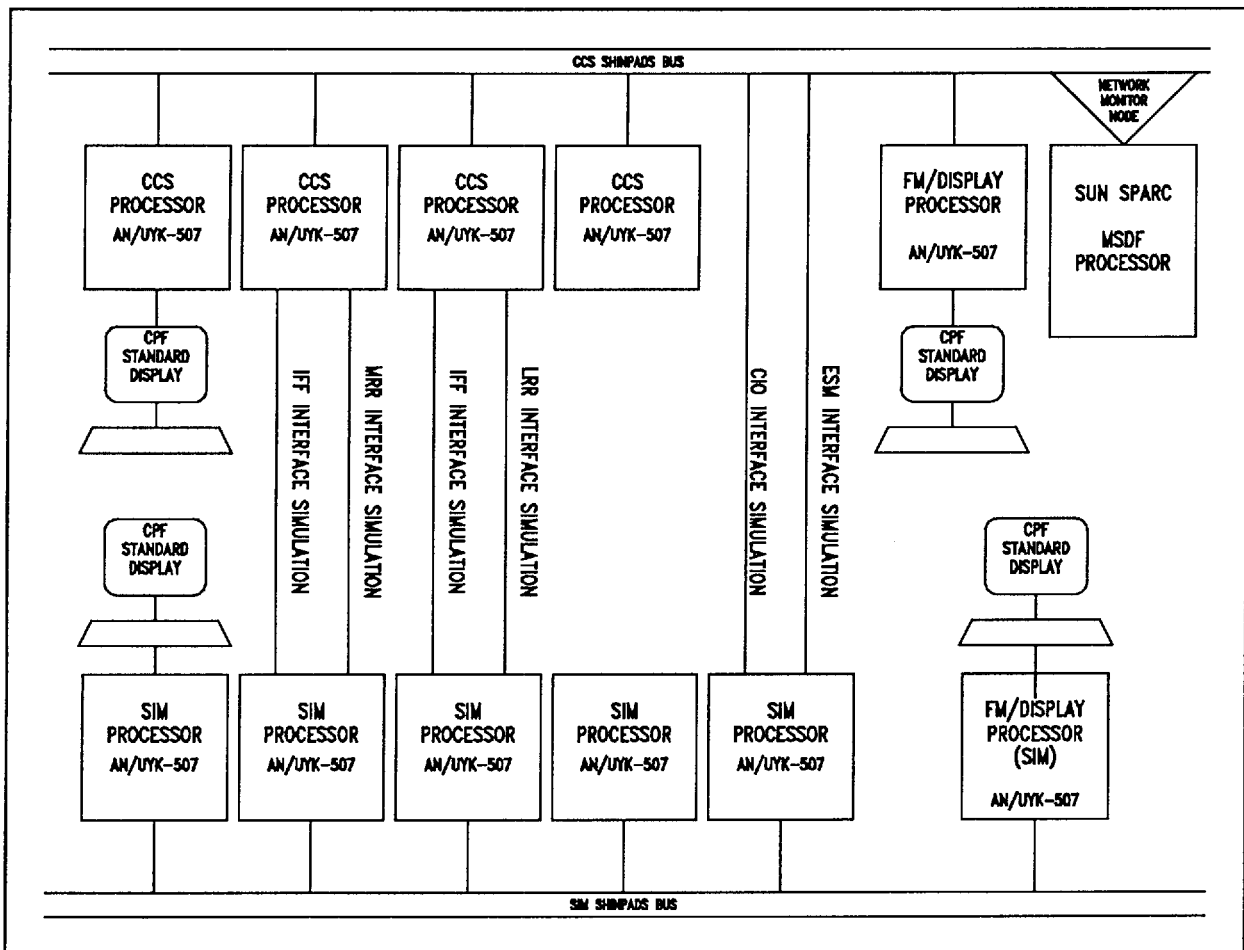 CCS SHINPADS BUS
NETWORK
MONITOR
NODE
CCS
PROCESSOR
AN/UYK-507
CCS
PROCESSOR
AN/UYK-507
CCS
PROCESSOR
AN/UYK-507
CCS
PROCESSOR
AN/UYK-507
FM/DISPLAY
PROCESSOR
AN/UYK-507
SUN SPARC
MSDF
PROCESSOR
CPF
STANDARD
DISPLAY
IFF INTERFACE SIMULATION
MRR INTERFACE SIMULATION
IFF INTERFACE SIMULATION
LRR INTERFACE SIMULATION
CIO INTERFACE SIMULATION
ESM INTERFACE SIMULATION
CPF
STANDARD
DISPLAY
CPF
STANDARD
DISPLAY
CPF
STANDARD
DISPLAY
SIM
PROCESSOR
AN/UYK-507
SIM
PROCESSOR
AN/UYK-507
SIM
PROCESSOR
AN/UYK-507
SIM
PROCESSOR
AN/UYK-507
SIM
PROCESSOR
AN/UYK-507
FM/DISPLAY
PROCESSOR
(SIM)
AN/UYK-507
SIM SHINPADS BUS